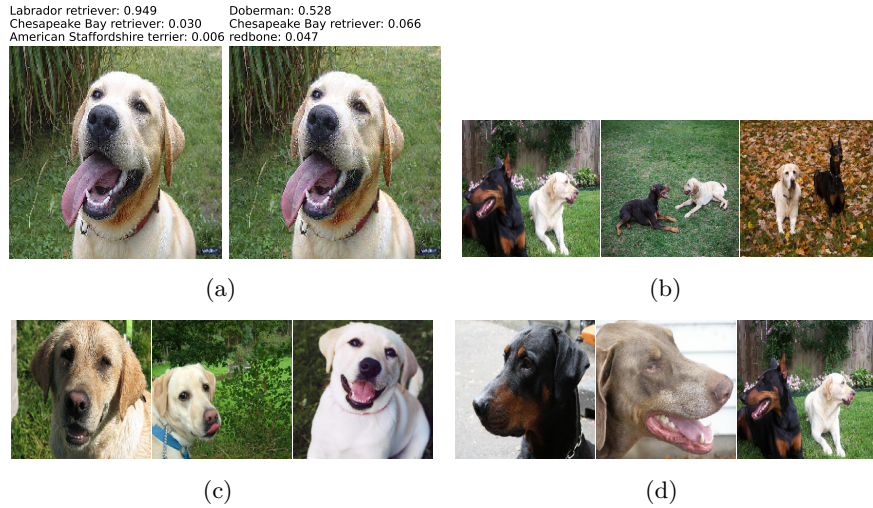 Labrador retriever: 0.949
Chesapeake Bay retriever: 0.030
American Staffordshire terrier: 0.006
Doberman: 0.528
Chesapeake Bay retriever: 0.066
redbone: 0.047
(a)
(b)
(c)
(d)